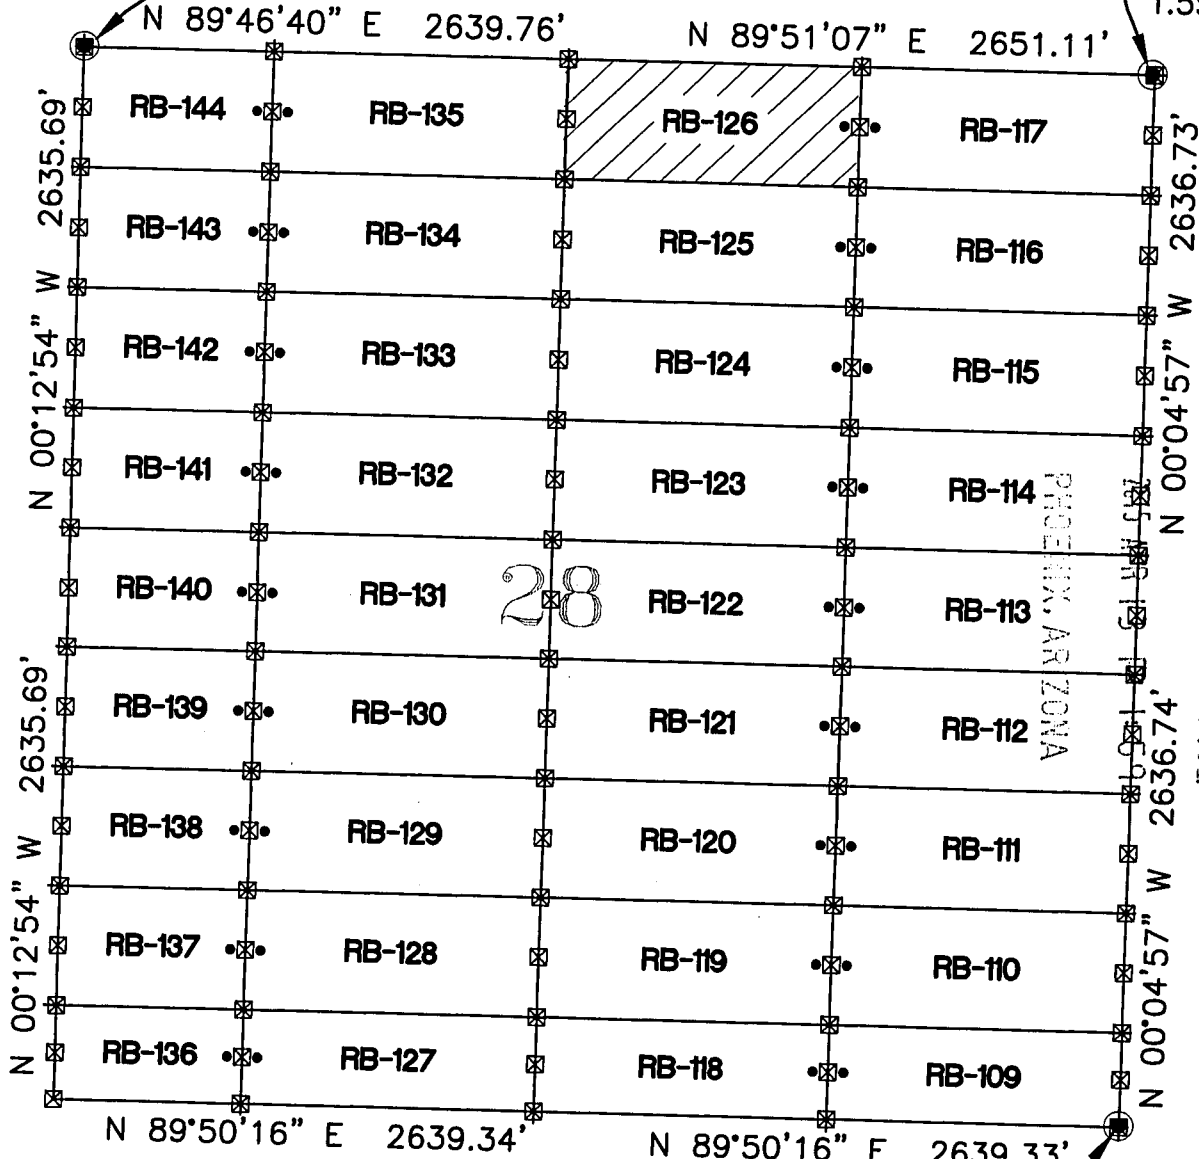 N 89°46'40" E 2639.76' N 89°51'07" E 2651.11'
RB-144 RB-135 RB-126 RB-117
RB-143 RB-134 RB-125 RB-116
RB-142 RB-133 RB-124 RB-115
RB-141 RB-132 RB-123 RB-114
RB-140 RB-131 RB-122 RB-113
28
RB-139 RB-130 RB-121 RB-112
RB-138 RB-129 RB-120 RB-111
RB-137 RB-128 RB-119 RB-110
RB-136 RB-127 RB-118 RB-109
N 89°50'16" E 2639.34' N 89°50'16" E 2639.33'
N 00°12'54" W 2635.69'
N 00°12'54" W 2635.69'
N 00°04'57" W 2636.73'
N 00°04'57" W 2636.74'
PHOENIX, ARIZONA